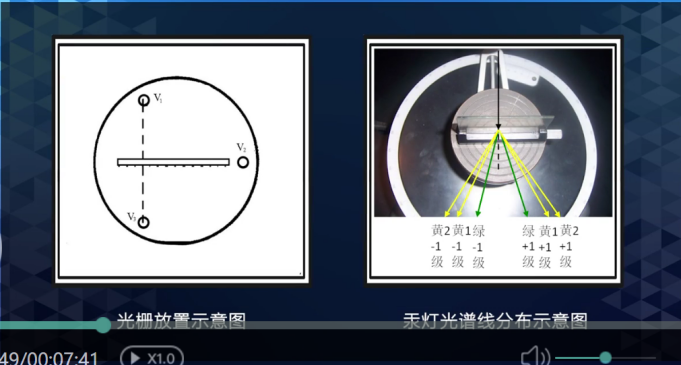 V₁
V₂
V₃
黄2 黄1 绿 绿 黄1 黄2
-1 -1 -1 +1 +1 +1
级 级 级 级 级 级
光栅放置示意图
汞灯光谱线分布示意图
49/00:07:41
X1.0